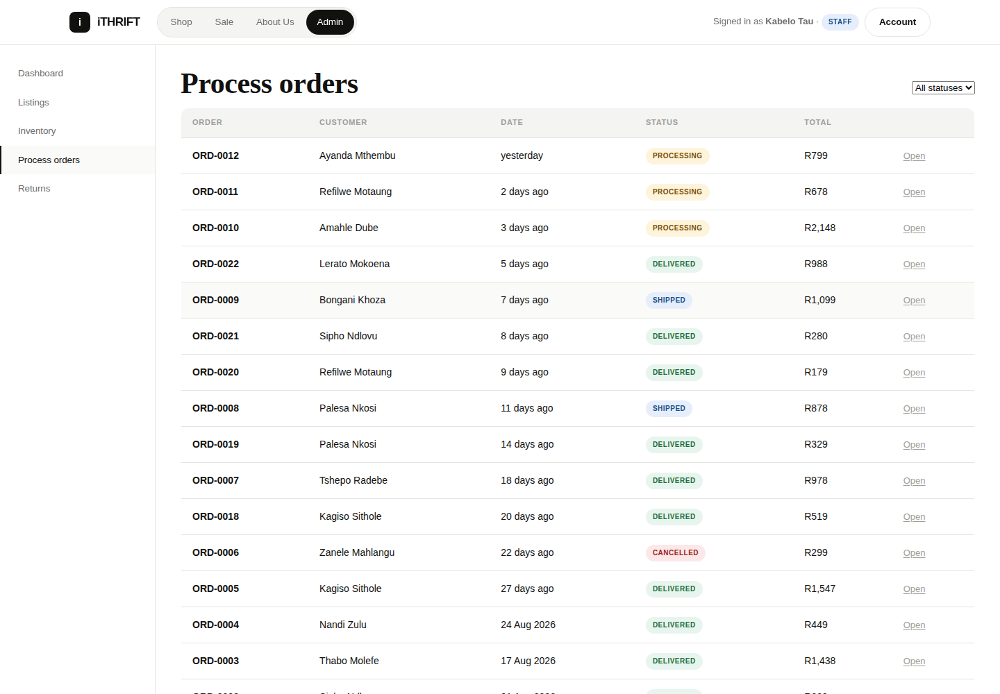 i iTHRIFT Shop Sale About Us Admin Signed in as Kabelo Tau · STAFF Account
Dashboard
Listings
Inventory
Process orders
Returns
Process orders
All statuses
ORDER CUSTOMER DATE STATUS TOTAL
ORD-0012 Ayanda Mthembu yesterday PROCESSING R799 Open
ORD-0011 Refilwe Motaung 2 days ago PROCESSING R678 Open
ORD-0010 Amahle Dube 3 days ago PROCESSING R2,148 Open
ORD-0022 Lerato Mokoena 5 days ago DELIVERED R988 Open
ORD-0009 Bongani Khoza 7 days ago SHIPPED R1,099 Open
ORD-0021 Sipho Ndlovu 8 days ago DELIVERED R280 Open
ORD-0020 Refilwe Motaung 9 days ago DELIVERED R179 Open
ORD-0008 Palesa Nkosi 11 days ago SHIPPED R878 Open
ORD-0019 Palesa Nkosi 14 days ago DELIVERED R329 Open
ORD-0007 Tshepo Radebe 18 days ago DELIVERED R978 Open
ORD-0018 Kagiso Sithole 20 days ago DELIVERED R519 Open
ORD-0006 Zanele Mahlangu 22 days ago CANCELLED R299 Open
ORD-0005 Kagiso Sithole 27 days ago DELIVERED R1,547 Open
ORD-0004 Nandi Zulu 24 Aug 2026 DELIVERED R449 Open
ORD-0003 Thabo Molefe 17 Aug 2026 DELIVERED R1,438 Open